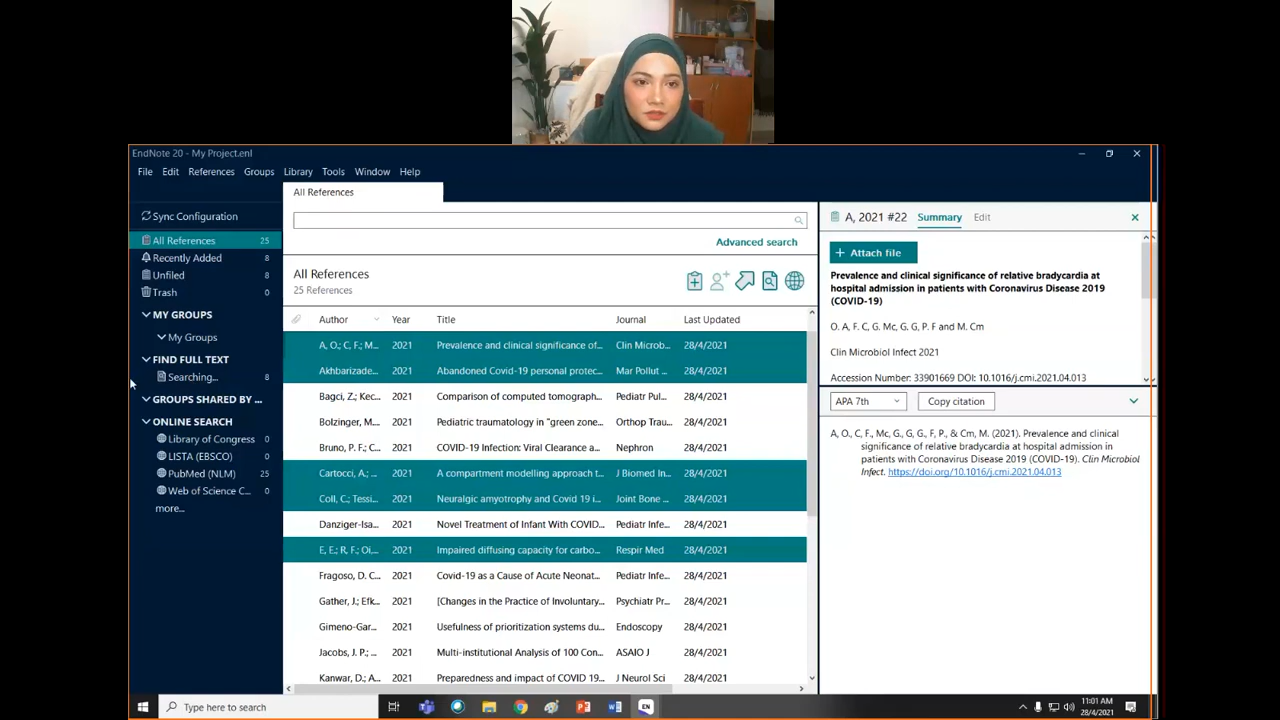 EndNote 20 - My Project.enl
File Edit References Groups Library Tools Window Help
All References
Sync Configuration
All References 25
Recently Added 8
Unfiled 8
Trash 0
MY GROUPS
My Groups
FIND FULL TEXT
Searching... 8
GROUPS SHARED BY ...
ONLINE SEARCH
Library of Congress 0
LISTA (EBSCO) 0
PubMed (NLM) 25
Web of Science C... 0
more...
Advanced search
All References
25 References
Author Year Title Journal Last Updated
A, O.; C, F.; M... 2021 Prevalence and clinical significance of... Clin Microb... 28/4/2021
Akhbarizade... 2021 Abandoned Covid-19 personal protec... Mar Pollut ... 28/4/2021
Bagci, Z.; Kec... 2021 Comparison of computed tomograph... Pediatr Pul... 28/4/2021
Bolzinger, M.... 2021 Pediatric traumatology in "green zone... Orthop Trau... 28/4/2021
Bruno, P. F.; C... 2021 COVID-19 Infection: Viral Clearance a... Nephron 28/4/2021
Cartocci, A.; ... 2021 A compartment modelling approach t... J Biomed In... 28/4/2021
Coll, C.; Tessi... 2021 Neuralgic amyotrophy and Covid 19 i... Joint Bone ... 28/4/2021
Danziger-Isa... 2021 Novel Treatment of Infant With COVID... Pediatr Infe... 28/4/2021
E, E.; R, F.; Oi,... 2021 Impaired diffusing capacity for carbo... Respir Med 28/4/2021
Fragoso, D. C... 2021 Covid-19 as a Cause of Acute Neonat... Pediatr Infe... 28/4/2021
Gather, J.; Efk... 2021 [Changes in the Practice of Involuntary... Psychiatr Pr... 28/4/2021
Gimeno-Gar... 2021 Usefulness of prioritization systems du... Endoscopy 28/4/2021
Jacobs, J. P.; ... 2021 Multi-institutional Analysis of 100 Con... ASAIO J 28/4/2021
Kanwar, D.; A... 2021 Preparedness and impact of COVID 19... J Neurol Sci 28/4/2021
A, 2021 #22 Summary Edit
+ Attach file
Prevalence and clinical significance of relative bradycardia at
hospital admission in patients with Coronavirus Disease 2019
(COVID-19)
O. A, F. C, G. Mc, G. G, P. F and M. Cm
Clin Microbiol Infect 2021
Accession Number: 33901669 DOI: 10.1016/j.cmi.2021.04.013
APA 7th Copy citation
A, O., C, F., Mc, G., G, G., F, P., & Cm, M. (2021). Prevalence and clinical
significance of relative bradycardia at hospital admission in
patients with Coronavirus Disease 2019 (COVID-19). Clin Microbiol
Infect. https://doi.org/10.1016/j.cmi.2021.04.013
Type here to search
EN
11:01 AM
28/4/2021